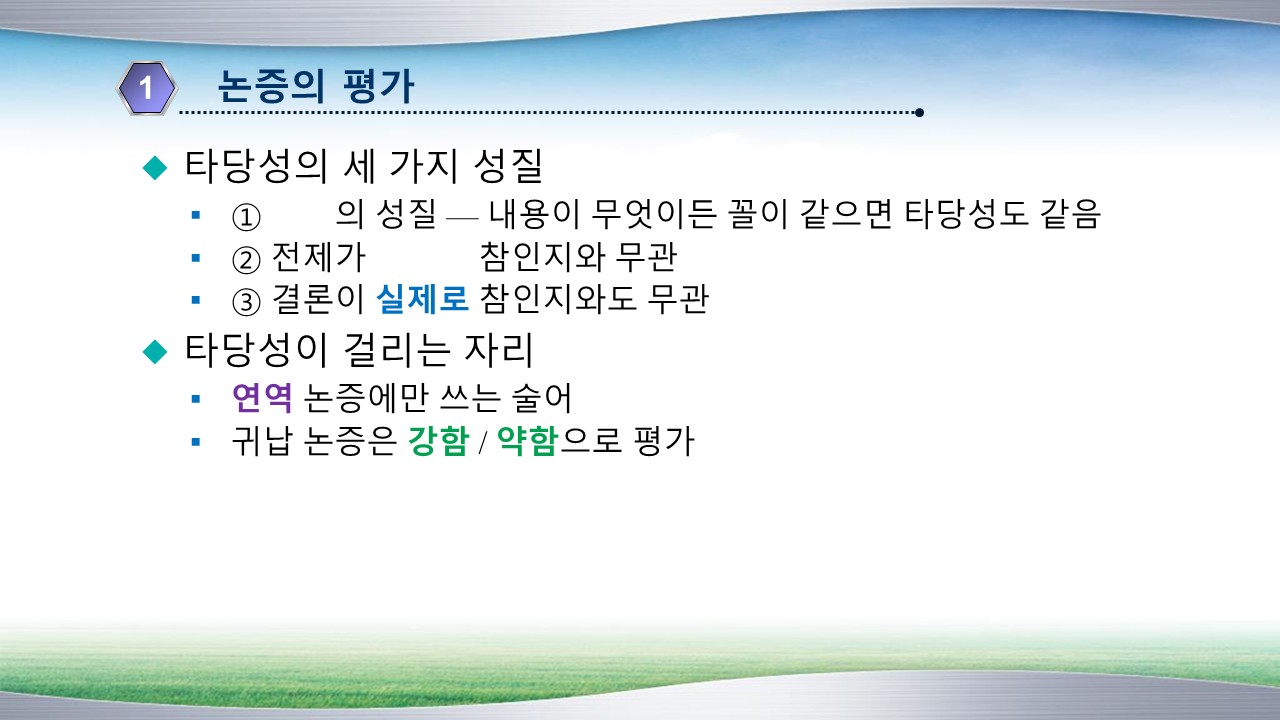 1 논증의 평가
◆ 타당성의 세 가지 성질
▪ ① 의 성질 — 내용이 무엇이든 꼴이 같으면 타당성도 같음
▪ ② 전제가 참인지와 무관
▪ ③ 결론이 실제로 참인지와도 무관
◆ 타당성이 걸리는 자리
▪ 연역 논증에만 쓰는 술어
▪ 귀납 논증은 강함 / 약함으로 평가